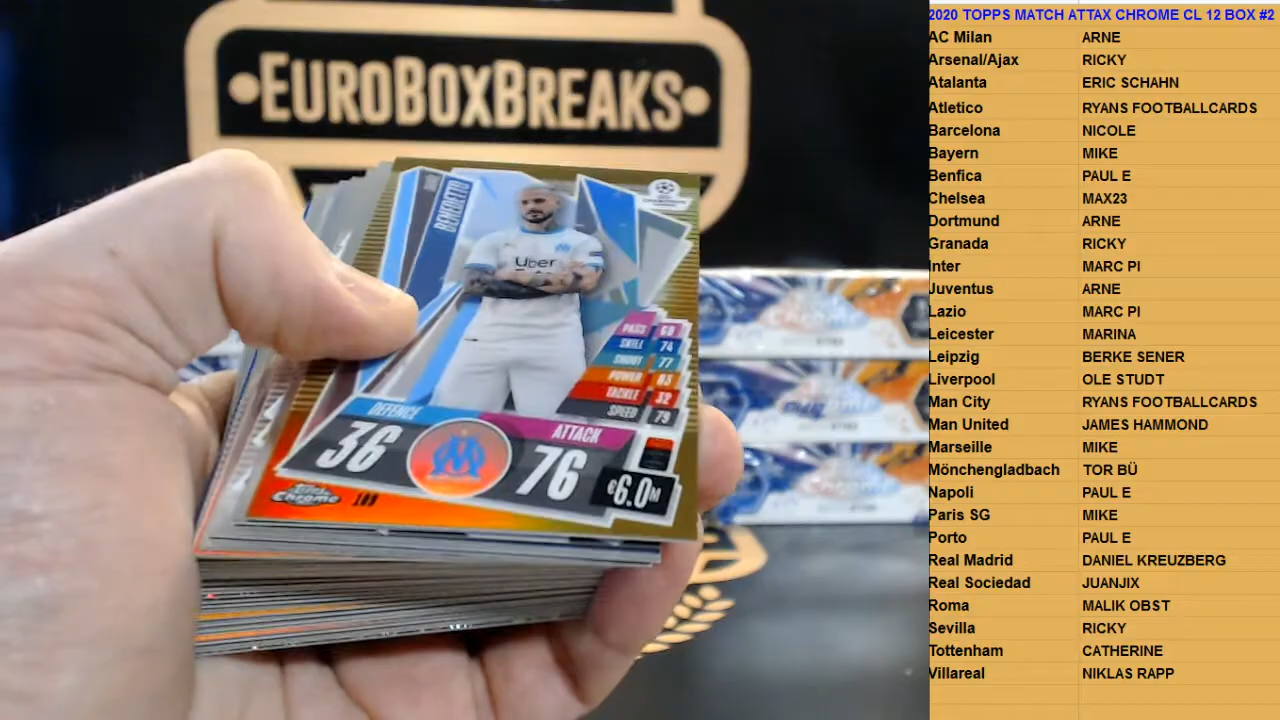 EUROBOXBREAKS
BENEDETTO
Uber
PASS 68
SKILL 74
SHOOT 77
POWER 83
TACKLE 32
SPEED 79
DEFENCE
36
ATTACK
76
€6.0M
Topps Chrome
109
2020 TOPPS MATCH ATTAX CHROME CL 12 BOX #2
AC Milan ARNE
Arsenal/Ajax RICKY
Atalanta ERIC SCHAHN
Atletico RYANS FOOTBALLCARDS
Barcelona NICOLE
Bayern MIKE
Benfica PAUL E
Chelsea MAX23
Dortmund ARNE
Granada RICKY
Inter MARC PI
Juventus ARNE
Lazio MARC PI
Leicester MARINA
Leipzig BERKE SENER
Liverpool OLE STUDT
Man City RYANS FOOTBALLCARDS
Man United JAMES HAMMOND
Marseille MIKE
Mönchengladbach TOR BÜ
Napoli PAUL E
Paris SG MIKE
Porto PAUL E
Real Madrid DANIEL KREUZBERG
Real Sociedad JUANJIX
Roma MALIK OBST
Sevilla RICKY
Tottenham CATHERINE
Villareal NIKLAS RAPP